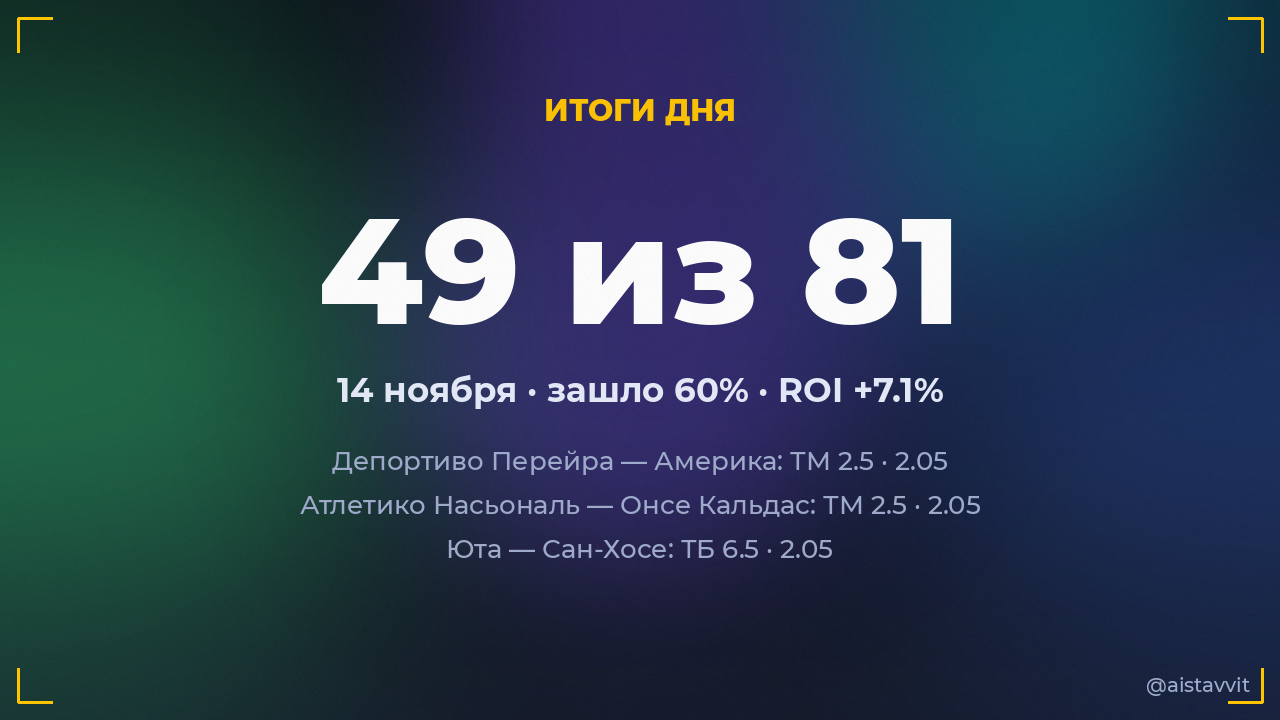 ИТОГИ ДНЯ
49 из 81
14 ноября · зашло 60% · ROI +7.1%
Депортиво Перейра — Америка: ТМ 2.5 · 2.05
Атлетико Насьональ — Онсе Кальдас: ТМ 2.5 · 2.05
Юта — Сан-Хосе: ТБ 6.5 · 2.05
@aistavvit